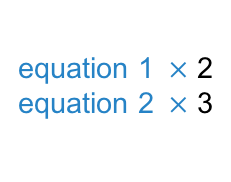 equation 1 × 2
equation 2 × 3